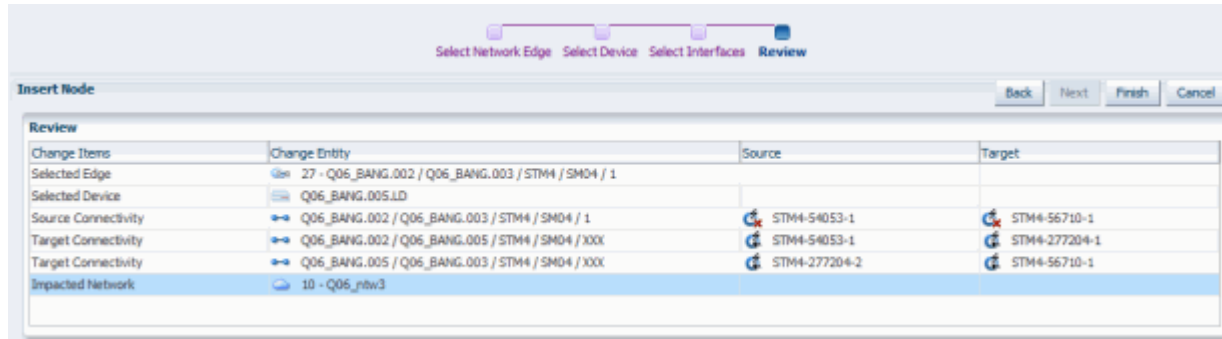 Select Network Edge Select Device Select Interfaces Review
Insert Node
Back Next Finish Cancel
Review
Change Items Change Entity Source Target
Selected Edge 27 - Q06_BANG.002 / Q06_BANG.003 / STM4 / SM04 / 1
Selected Device Q06_BANG.005.LD
Source Connectivity Q06_BANG.002 / Q06_BANG.003 / STM4 / SM04 / 1 STM4-54053-1 STM4-56710-1
Target Connectivity Q06_BANG.002 / Q06_BANG.005 / STM4 / SM04 / XXX STM4-54053-1 STM4-277204-1
Target Connectivity Q06_BANG.005 / Q06_BANG.003 / STM4 / SM04 / XXX STM4-277204-2 STM4-56710-1
Impacted Network 10 - Q06_ntw3